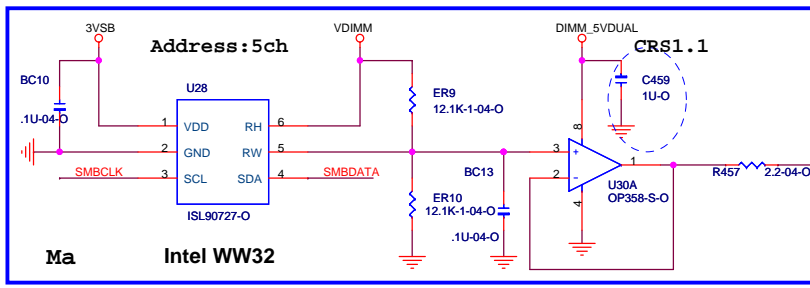 3VSB
VDIMM
DIMM_5VDUAL
Address:5ch
CRS1.1
BC10
.1U-04-O
U28
1
VDD
RH
6
2
GND
RW
5
3
SCL
SDA
4
SMBCLK
SMBDATA
ISL90727-O
ER9
12.1K-1-04-O
ER10
12.1K-1-04-O
BC13
.1U-04-O
C459
1U-O
8
3
+
2
-
1
4
U30A
OP358-S-O
R457
2.2-04-O
Ma
Intel WW32